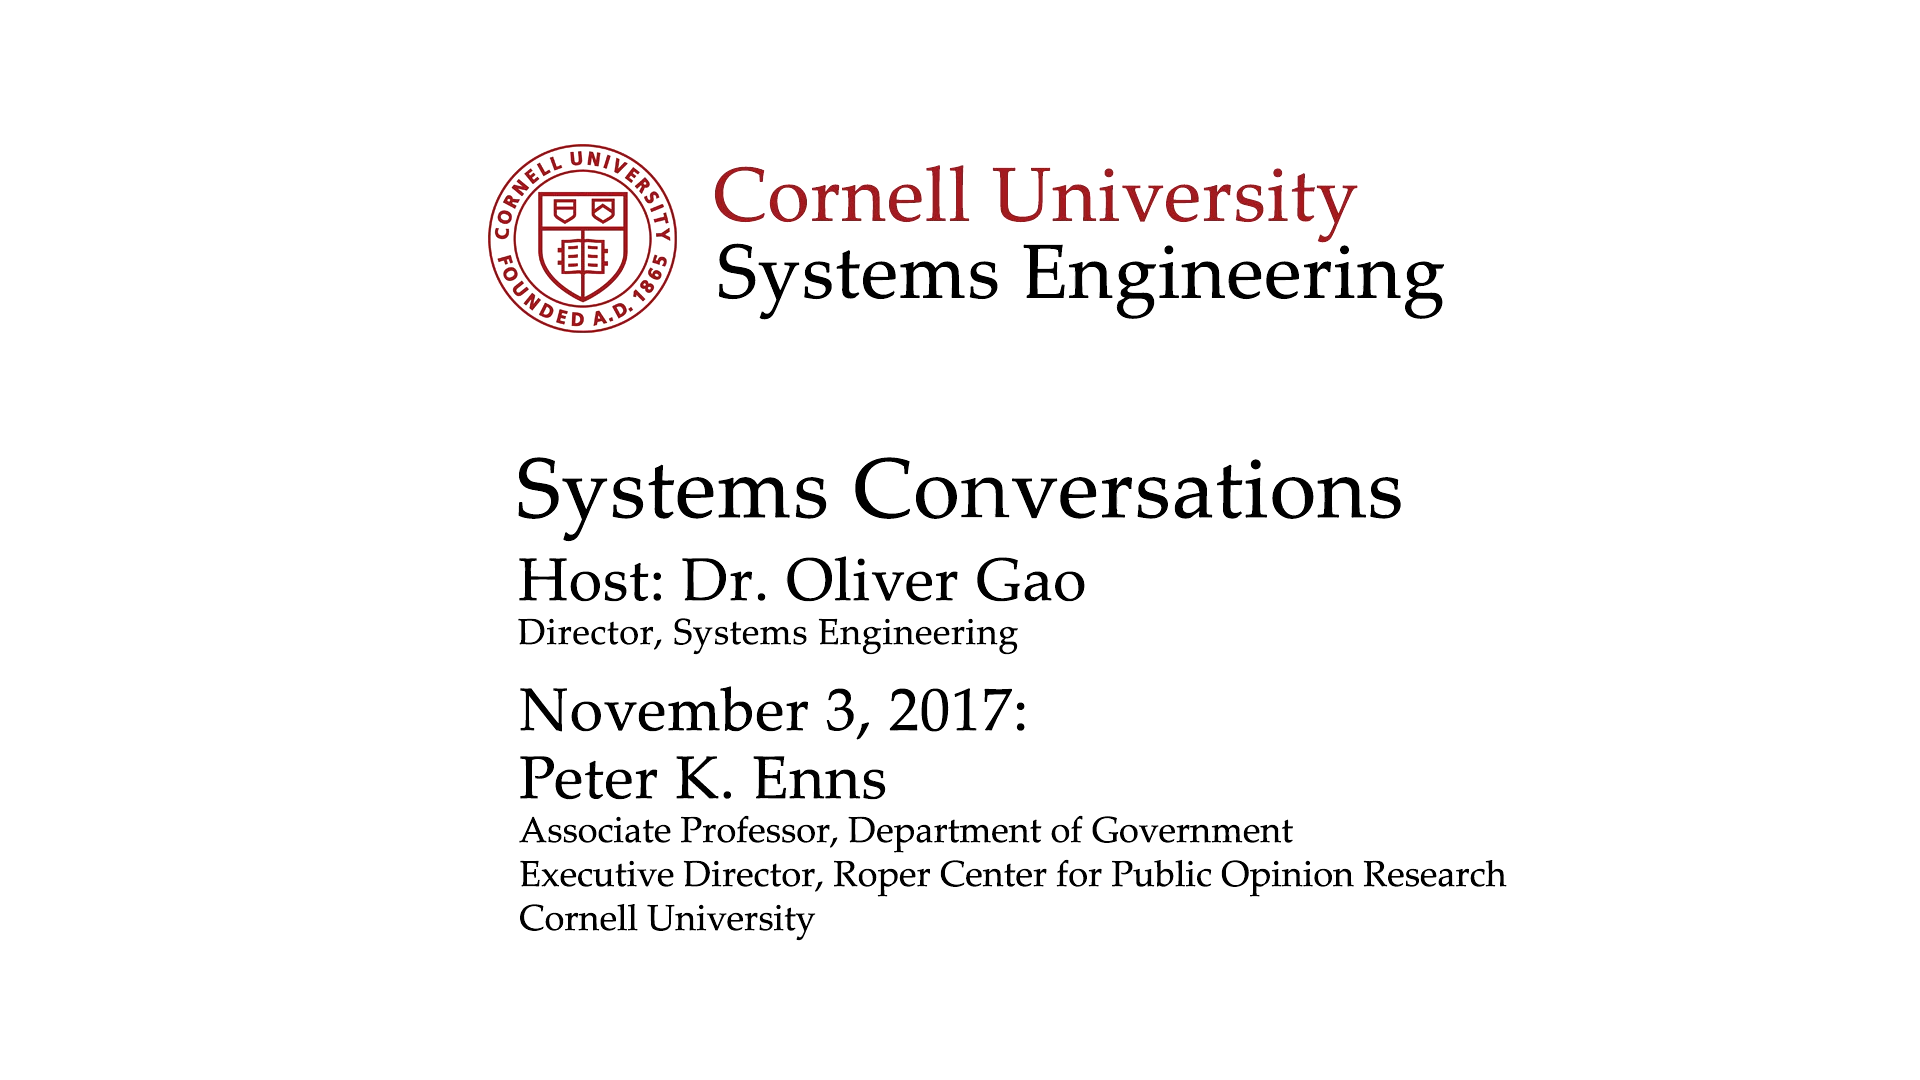 CORNELL UNIVERSITY
FOUNDED A.D. 1865
Cornell University
Systems Engineering
Systems Conversations
Host: Dr. Oliver Gao
Director, Systems Engineering
November 3, 2017:
Peter K. Enns
Associate Professor, Department of Government
Executive Director, Roper Center for Public Opinion Research
Cornell University